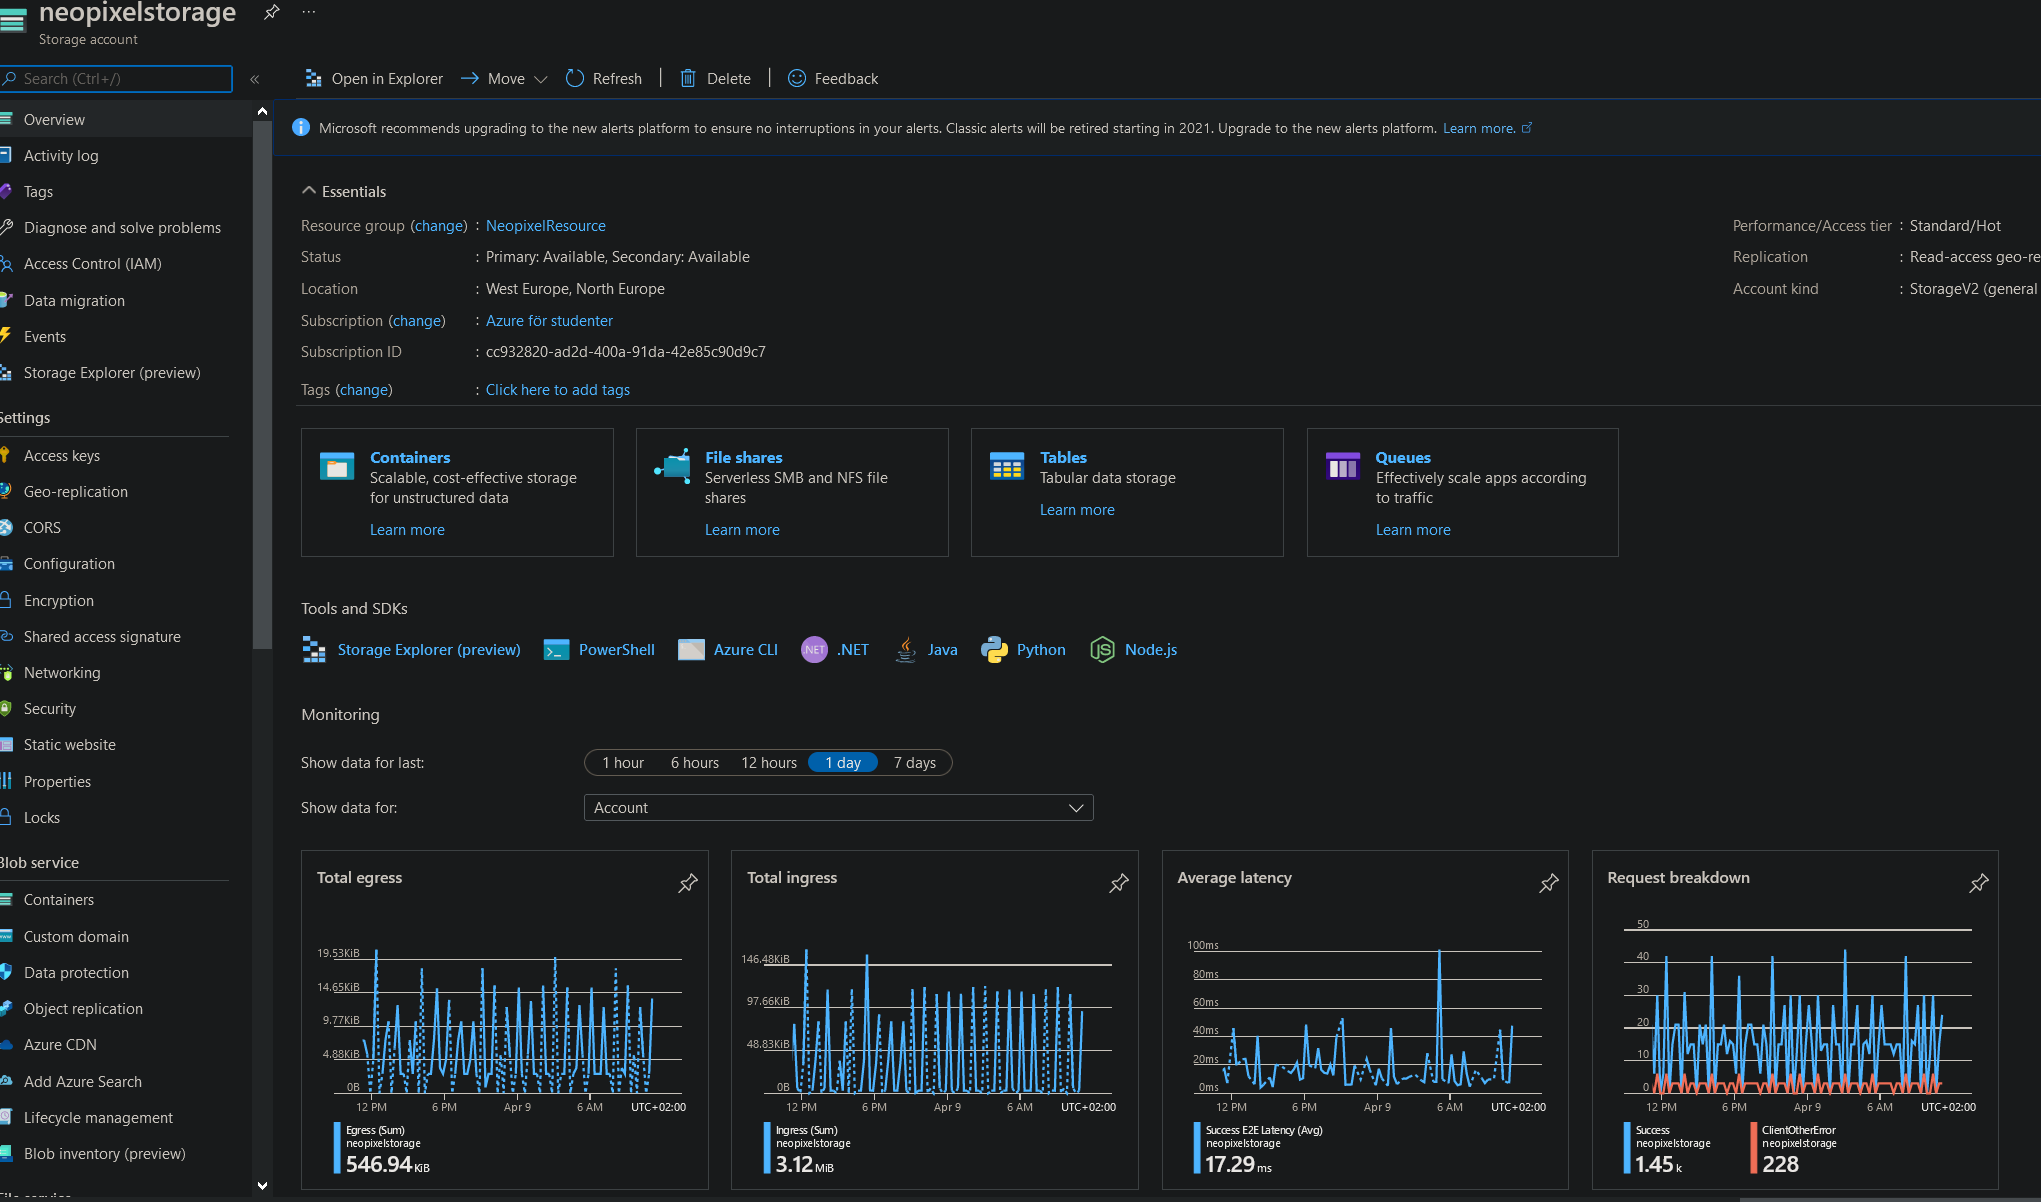 neopixelstorage
...
Storage account
Search (Ctrl+/)
«
Open in Explorer
Move
Refresh
Delete
Feedback
Overview
Activity log
Tags
Diagnose and solve problems
Access Control (IAM)
Data migration
Events
Storage Explorer (preview)
Settings
Access keys
Geo-replication
CORS
Configuration
Encryption
Shared access signature
Networking
Security
Static website
Properties
Locks
Blob service
Containers
Custom domain
Data protection
Object replication
Azure CDN
Add Azure Search
Lifecycle management
Blob inventory (preview)
Microsoft recommends upgrading to the new alerts platform to ensure no interruptions in your alerts. Classic alerts will be retired starting in 2021. Upgrade to the new alerts platform. Learn more.
Essentials
Resource group (change) : NeopixelResource
Status : Primary: Available, Secondary: Available
Location : West Europe, North Europe
Subscription (change) : Azure för studenter
Subscription ID : cc932820-ad2d-400a-91da-42e85c90d9c7
Tags (change) : Click here to add tags
Performance/Access tier : Standard/Hot
Replication : Read-access geo-re
Account kind : StorageV2 (general
Containers
Scalable, cost-effective storage
for unstructured data
Learn more
File shares
Serverless SMB and NFS file
shares
Learn more
Tables
Tabular data storage
Learn more
Queues
Effectively scale apps according
to traffic
Learn more
Tools and SDKs
Storage Explorer (preview)
PowerShell
Azure CLI
NET
.NET
Java
Python
JS
Node.js
Monitoring
Show data for last:
1 hour
6 hours
12 hours
1 day
7 days
Show data for:
Account
Total egress
19.53KiB
14.65KiB
9.77KiB
4.88KiB
0B
12 PM 6 PM Apr 9 6 AM UTC+02:00
Egress (Sum)
neopixelstorage
546.94 KiB
Total ingress
146.48KiB
97.66KiB
48.83KiB
0B
12 PM 6 PM Apr 9 6 AM UTC+02:00
Ingress (Sum)
neopixelstorage
3.12 MiB
Average latency
100ms
80ms
60ms
40ms
20ms
0ms
12 PM 6 PM Apr 9 6 AM UTC+02:00
Success E2E Latency (Avg)
neopixelstorage
17.29 ms
Request breakdown
50
40
30
20
10
0
12 PM 6 PM Apr 9 6 AM UTC+02:00
Success
neopixelstorage
1.45 k
ClientOtherError
neopixelstorage
228